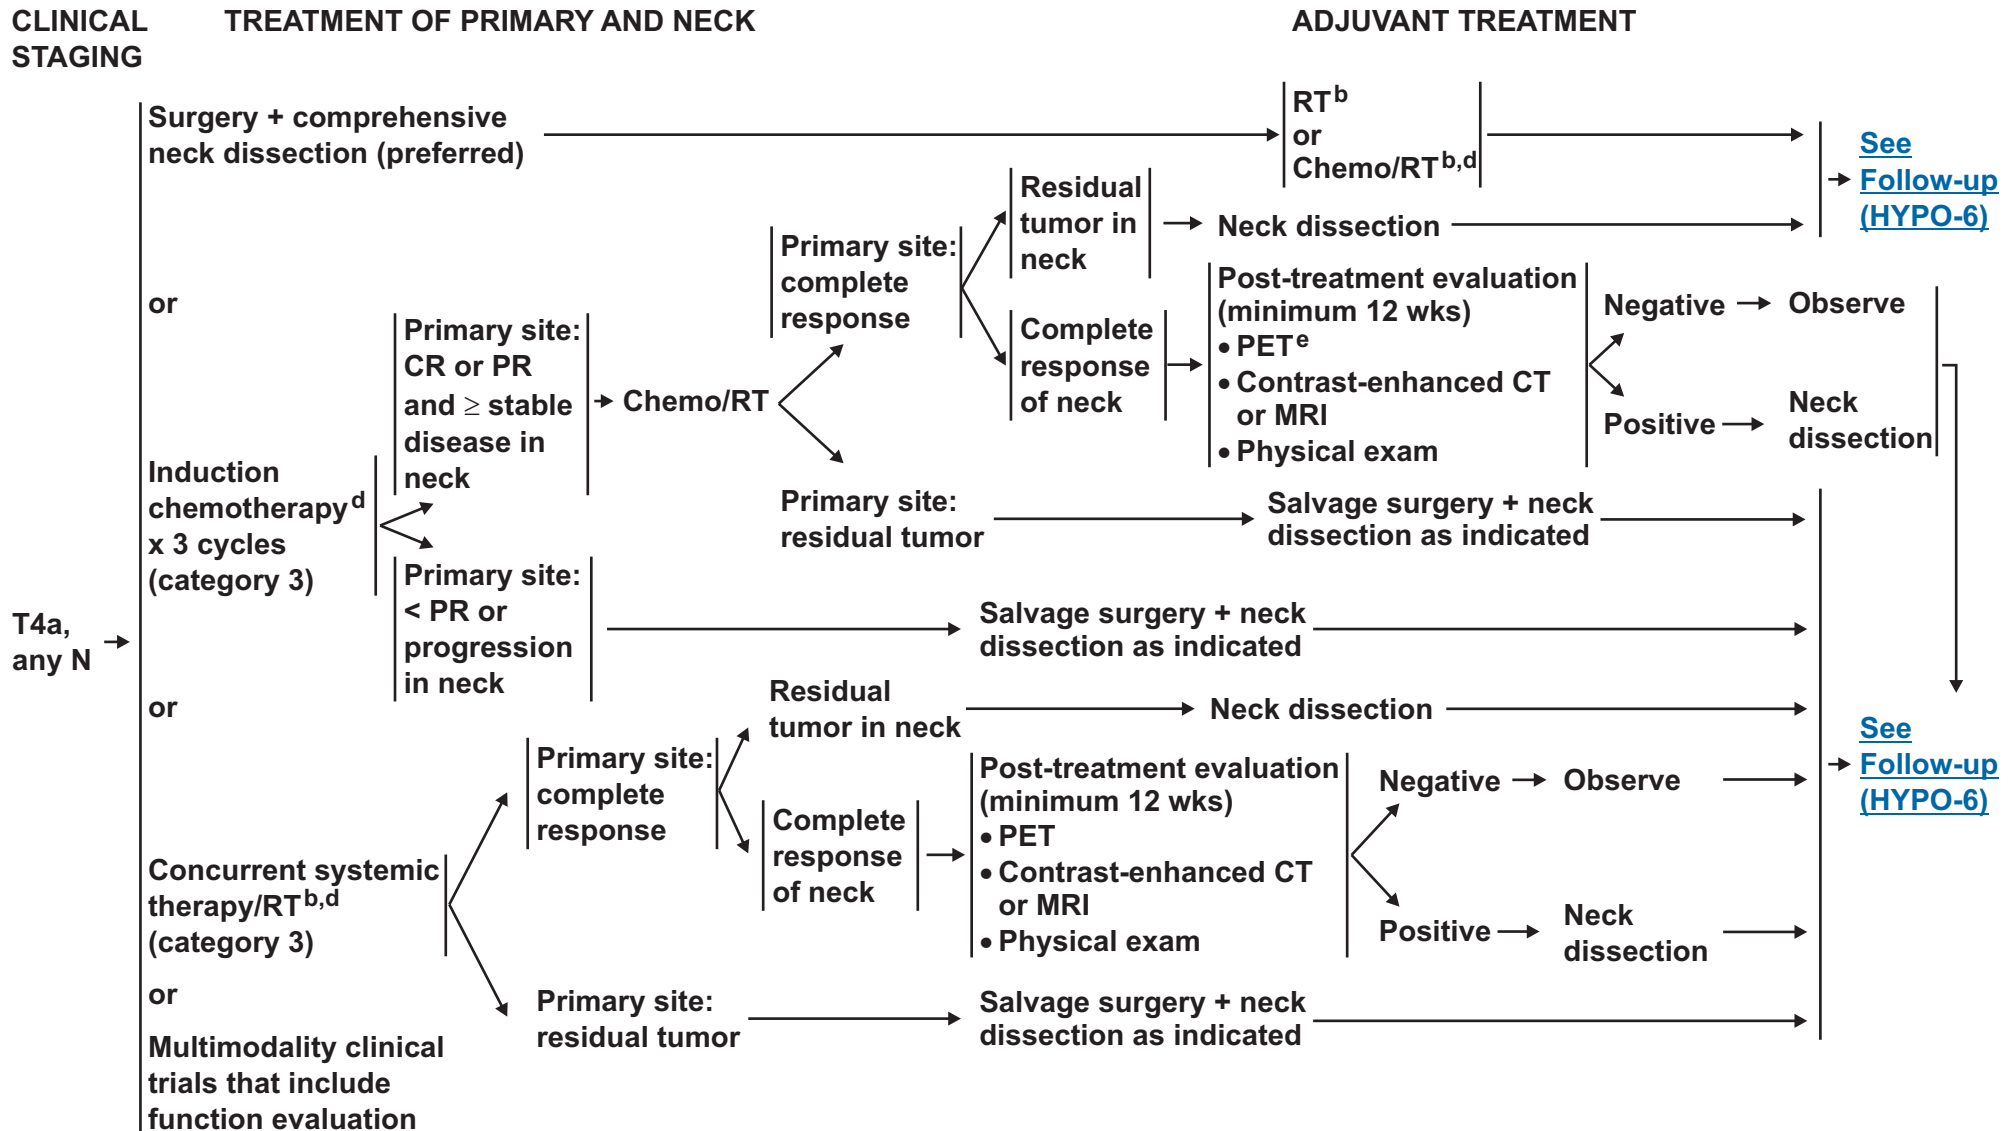 CLINICAL
STAGING
TREATMENT OF PRIMARY AND NECK
ADJUVANT TREATMENT
T4a,
any N
Surgery + comprehensive
neck dissection (preferred)
RTᵇ
or
Chemo/RTᵇ,ᵈ
See
Follow-up
(HYPO-6)
or
Induction
chemotherapyᵈ
x 3 cycles
(category 3)
Primary site:
CR or PR
and ≥ stable
disease in
neck
Chemo/RT
Primary site:
complete
response
Residual
tumor in
neck
Neck dissection
Complete
response
of neck
Post-treatment evaluation
(minimum 12 wks)
• PETᵉ
• Contrast-enhanced CT
or MRI
• Physical exam
Negative
Observe
Positive
Neck
dissection
Primary site:
residual tumor
Salvage surgery + neck
dissection as indicated
Primary site:
< PR or
progression
in neck
Salvage surgery + neck
dissection as indicated
or
Concurrent systemic
therapy/RTᵇ,ᵈ
(category 3)
Primary site:
complete
response
Residual
tumor in neck
Neck dissection
Complete
response
of neck
Post-treatment evaluation
(minimum 12 wks)
• PET
• Contrast-enhanced CT
or MRI
• Physical exam
Negative
Observe
Positive
Neck
dissection
See
Follow-up
(HYPO-6)
Primary site:
residual tumor
Salvage surgery + neck
dissection as indicated
or
Multimodality clinical
trials that include
function evaluation